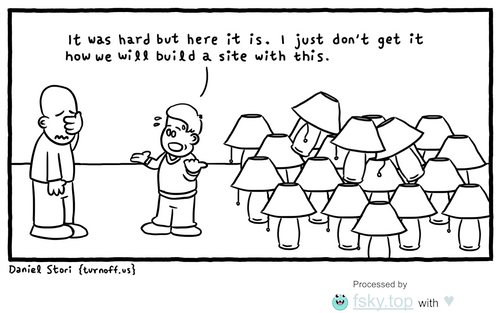 It was hard but here it is. I just don't get it
how we will build a site with this.
Daniel Stori {turnoff.us}
Processed by
fsky.top with ♥